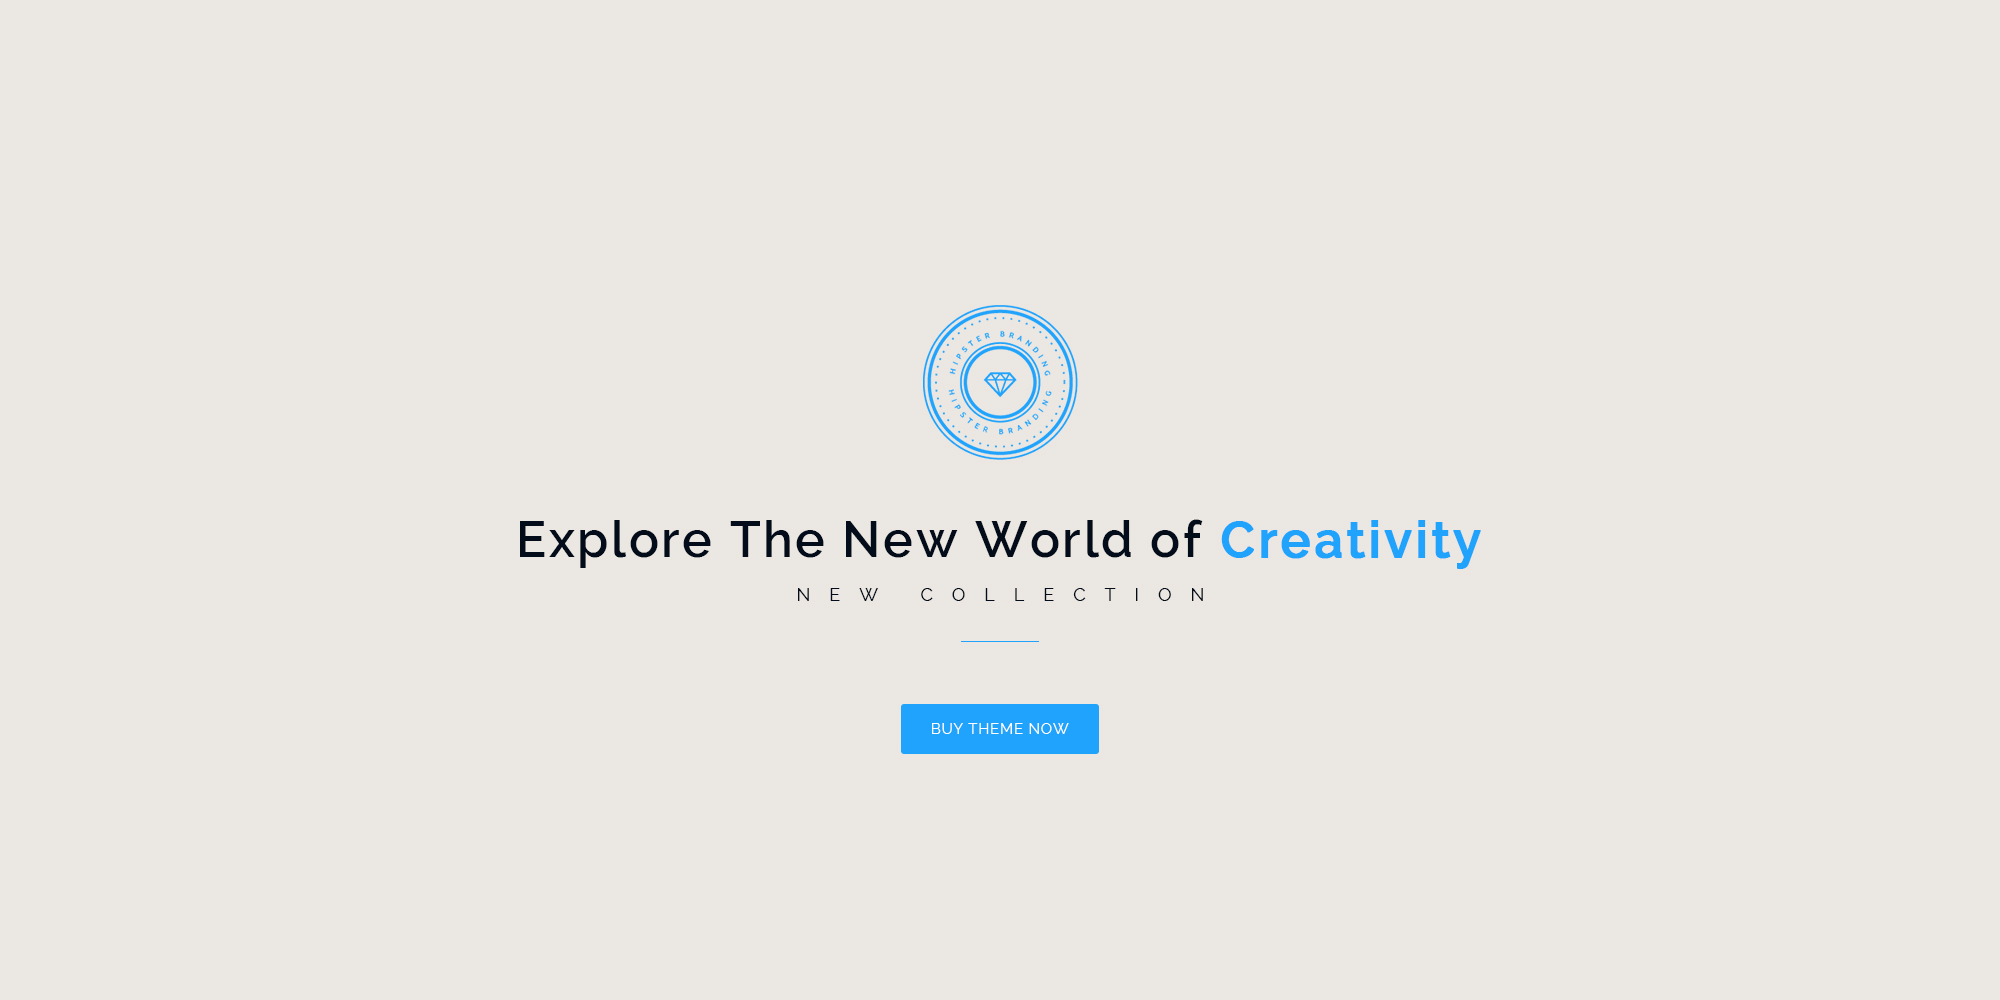 HIPSTER BRANDING
HIPSTER BRANDING
Explore The New World of Creativity
NEW COLLECTION
BUY THEME NOW